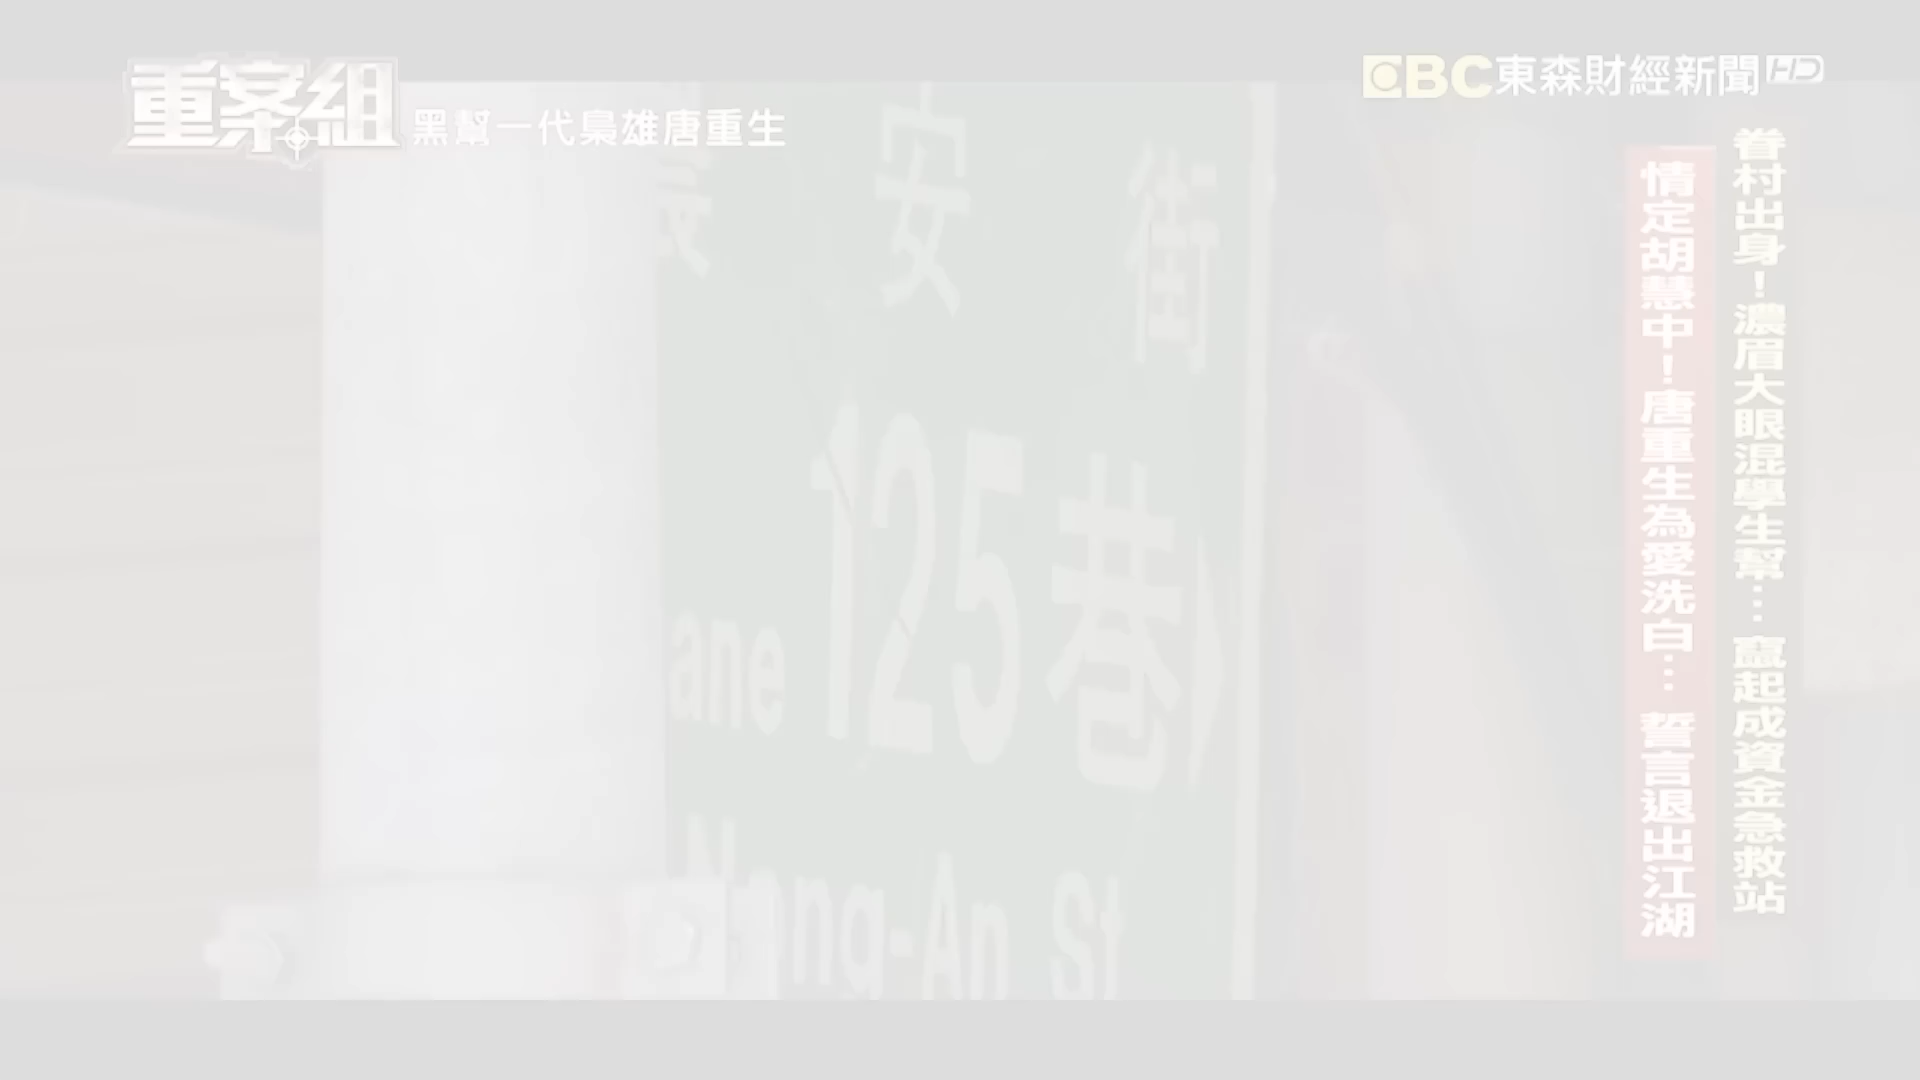 重案組
黑幫一代梟雄唐重生
EBC東森財經新聞HD
眷村出身！濃眉大眼混學生幫… 竄起成資金急救站
情定胡慧中！唐重生為愛洗白… 誓言退出江湖
長安街
125巷
ang-An St